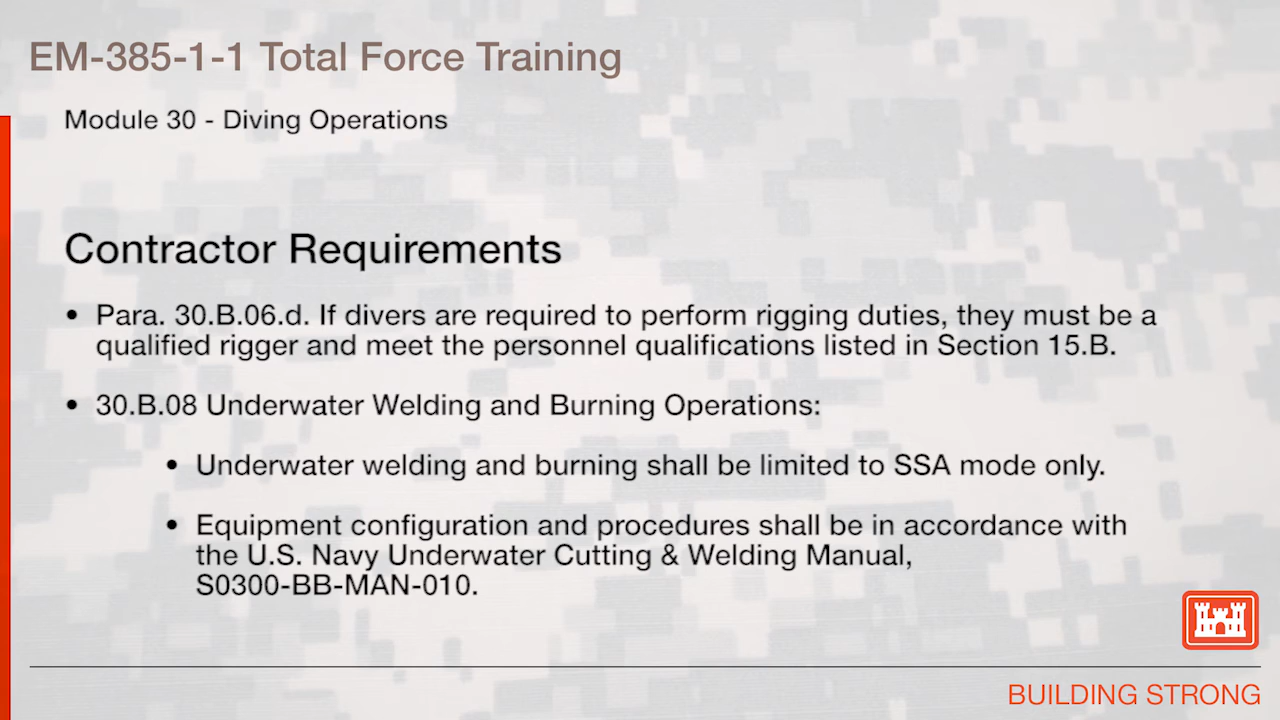 EM-385-1-1 Total Force Training
Module 30 - Diving Operations
Contractor Requirements
• Para. 30.B.06.d. If divers are required to perform rigging duties, they must be a
qualified rigger and meet the personnel qualifications listed in Section 15.B.
• 30.B.08 Underwater Welding and Burning Operations:
• Underwater welding and burning shall be limited to SSA mode only.
• Equipment configuration and procedures shall be in accordance with
the U.S. Navy Underwater Cutting & Welding Manual,
S0300-BB-MAN-010.
BUILDING STRONG